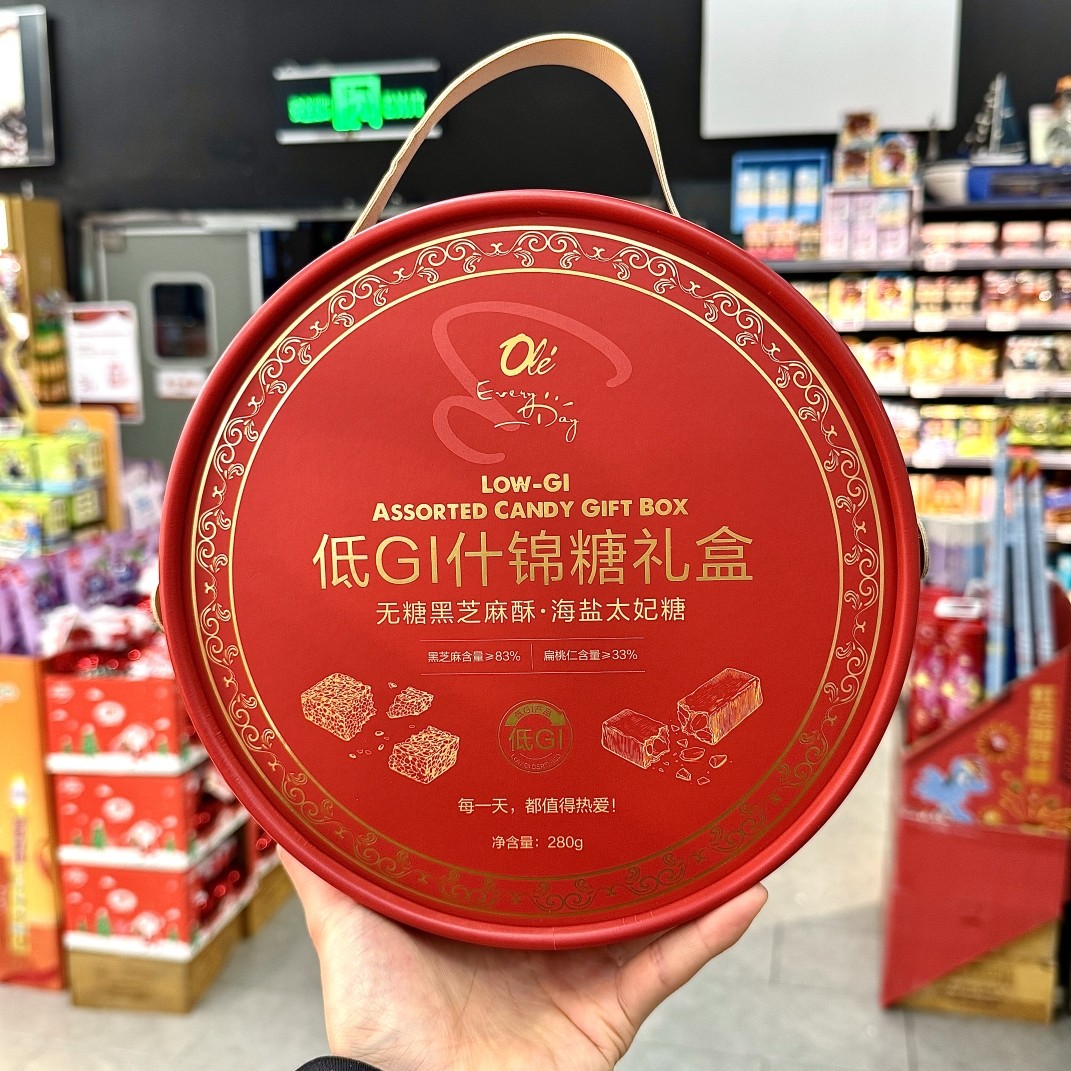 Olé
Every
Day
LOW-GI
ASSORTED CANDY GIFT BOX
低GI什锦糖礼盒
无糖黑芝麻酥·海盐太妃糖
黑芝麻含量≥83% 扁桃仁含量≥33%
低GI
每一天，都值得热爱！
净含量：280g